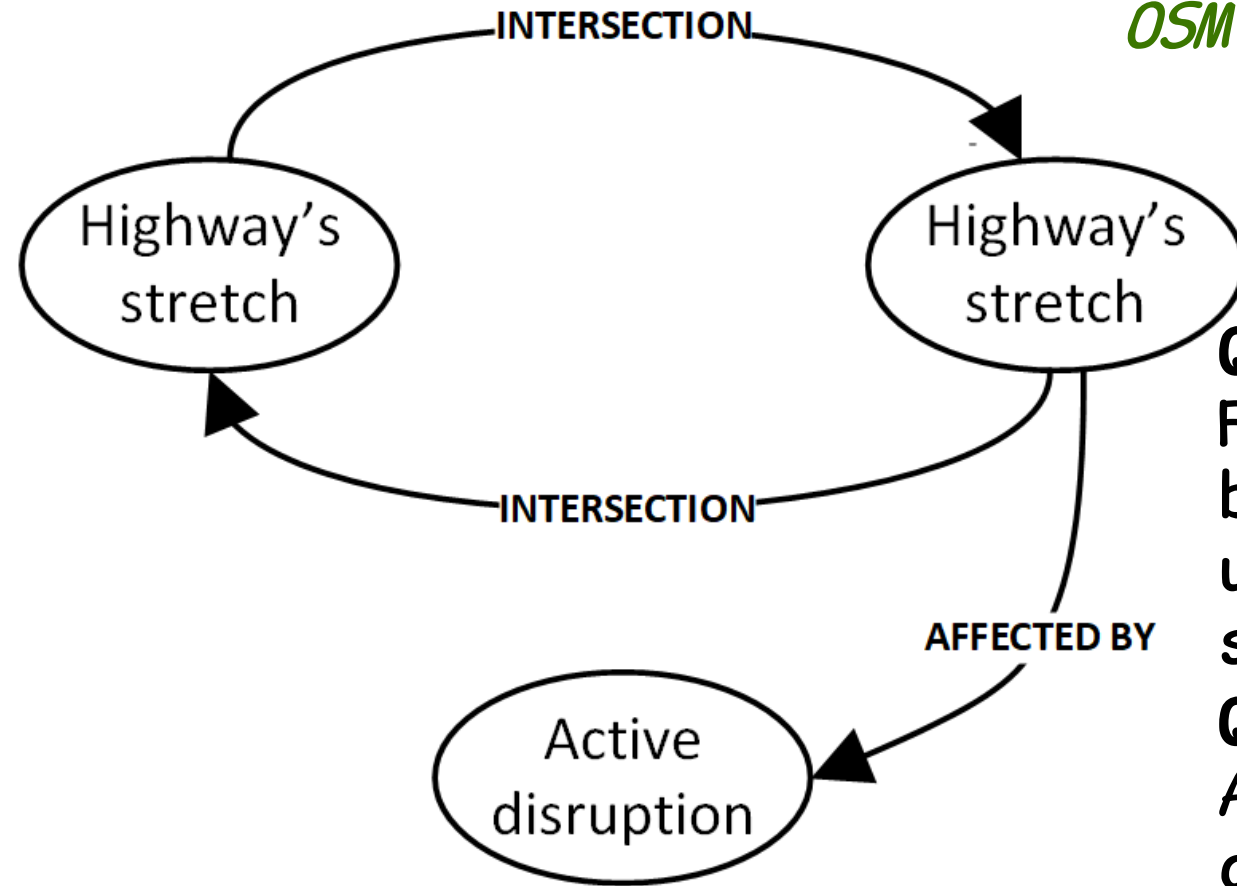 INTERSECTION
OSM
Highway's
stretch
Highway's
stretch
INTERSECTION
AFFECTED BY
Active
disruption